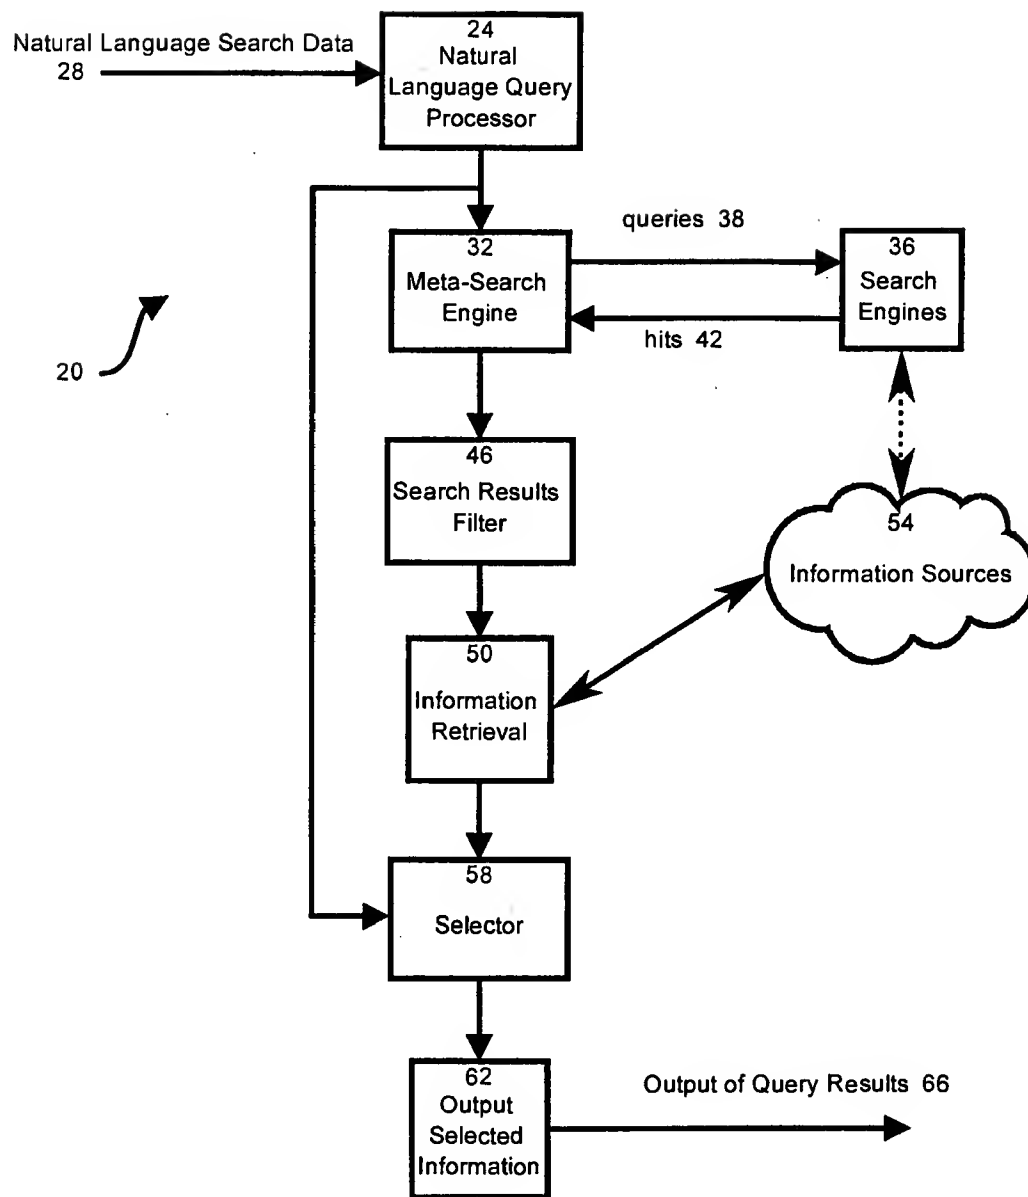 Natural Language Search Data
28
24
Natural
Language Query
Processor
queries 38
32
Meta-Search
Engine
36
Search
Engines
hits 42
20
46
Search Results
Filter
54
Information Sources
50
Information
Retrieval
58
Selector
62
Output
Selected
Information
Output of Query Results 66